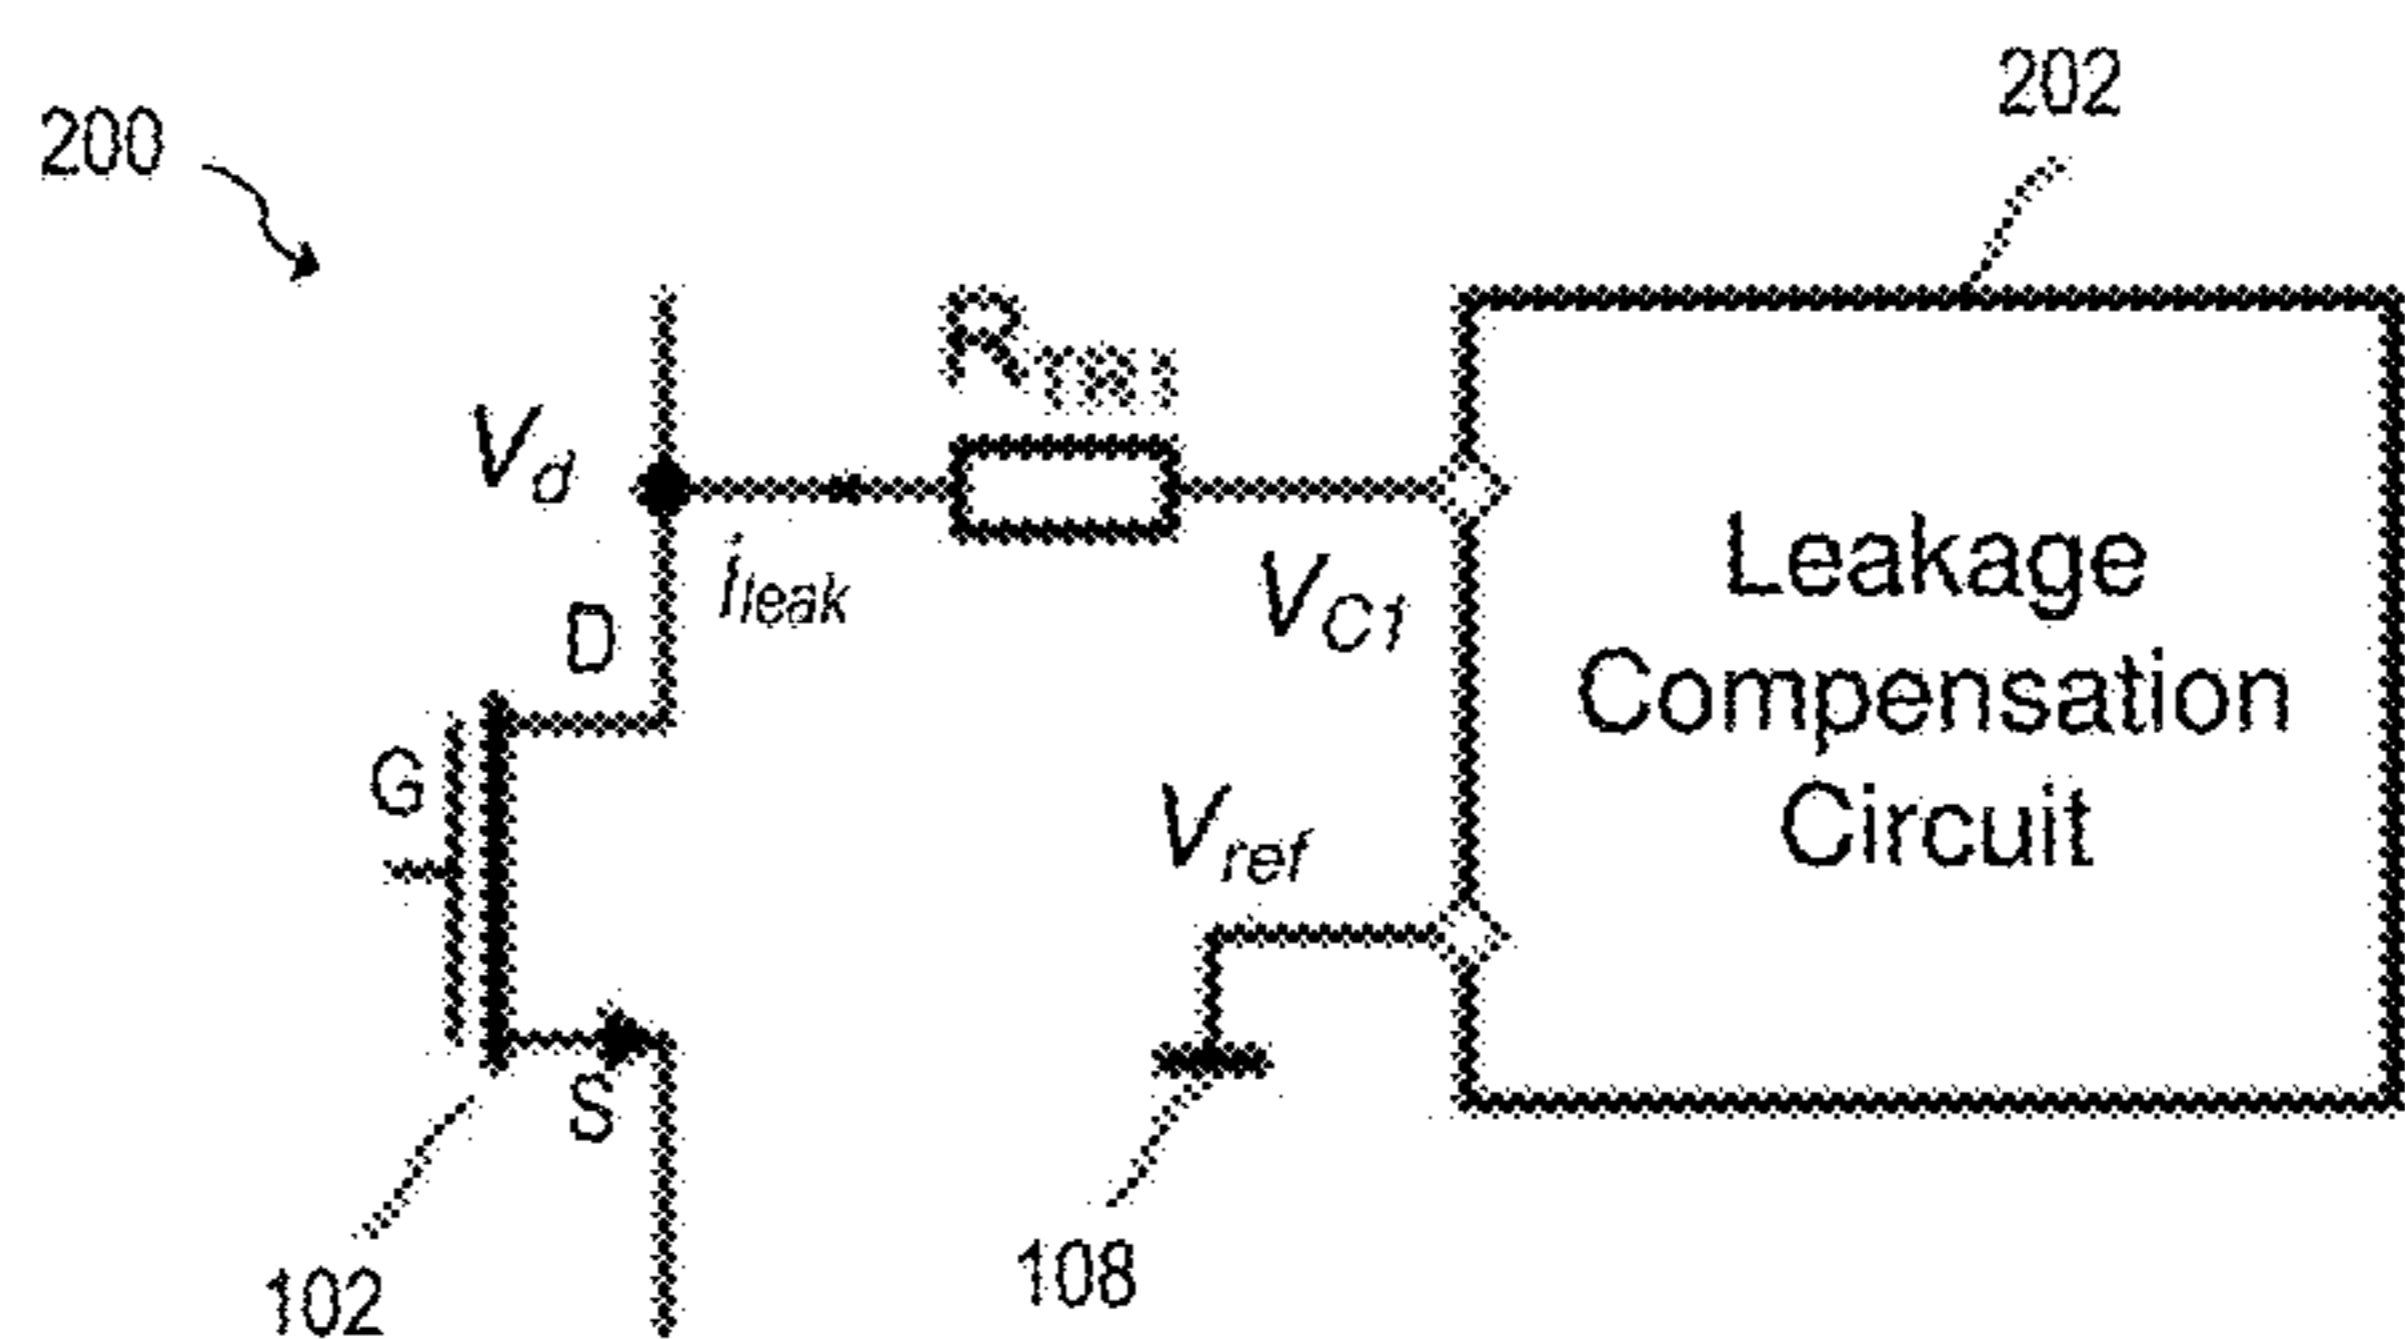 202
200
Vd
D
ileak
VC1
Leakage
Compensation
Circuit
G
Vref
S
102
108